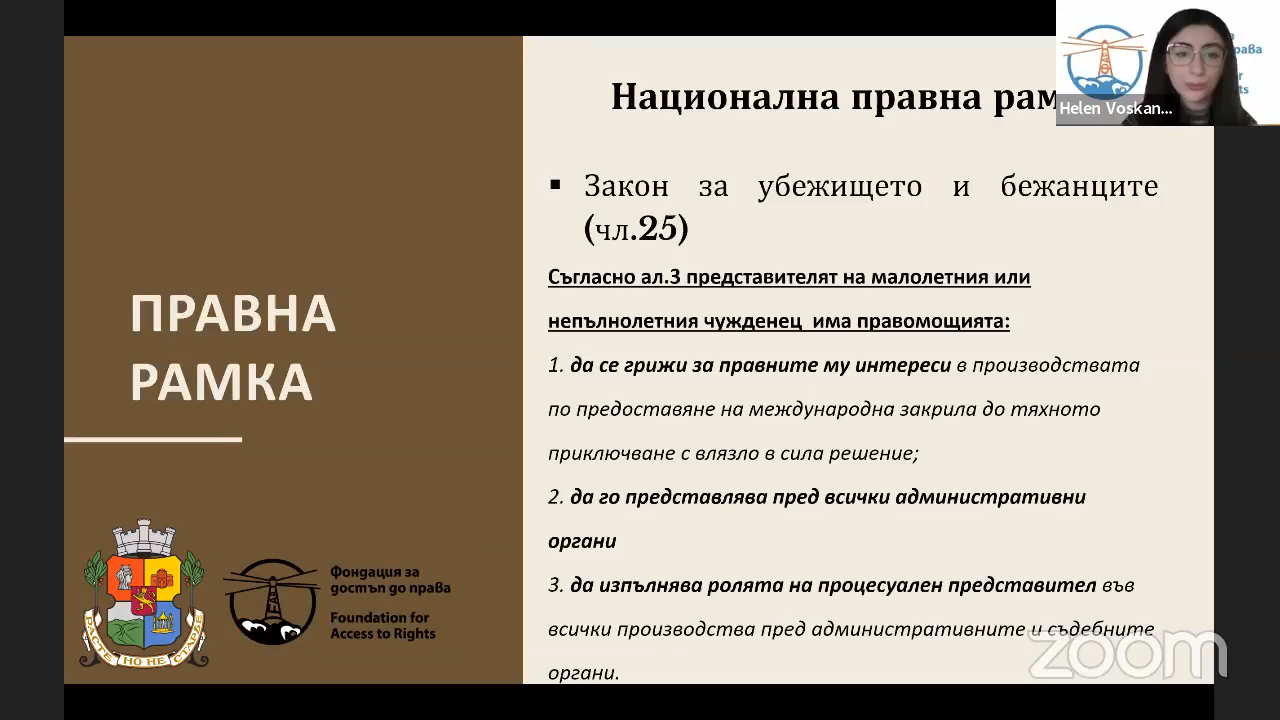 Национална правна рам
Helen Voskan...
▪ Закон за убежището и бежанците
(чл.25)
Съгласно ал.3 представителят на малолетния или
непълнолетния чужденец има правомощията:
1. да се грижи за правните му интереси в производствата
по предоставяне на международна закрила до тяхното
приключване с влязло в сила решение;
2. да го представлява пред всички административни
органи
3. да изпълнява ролята на процесуален представител във
всички производства пред административните и съдебните
органи.
ПРАВНА
РАМКА
РАСТЕ НО НЕ СТАРЕЕ
Фондация за
достъп до права
Foundation for
Access to Rights
zoom